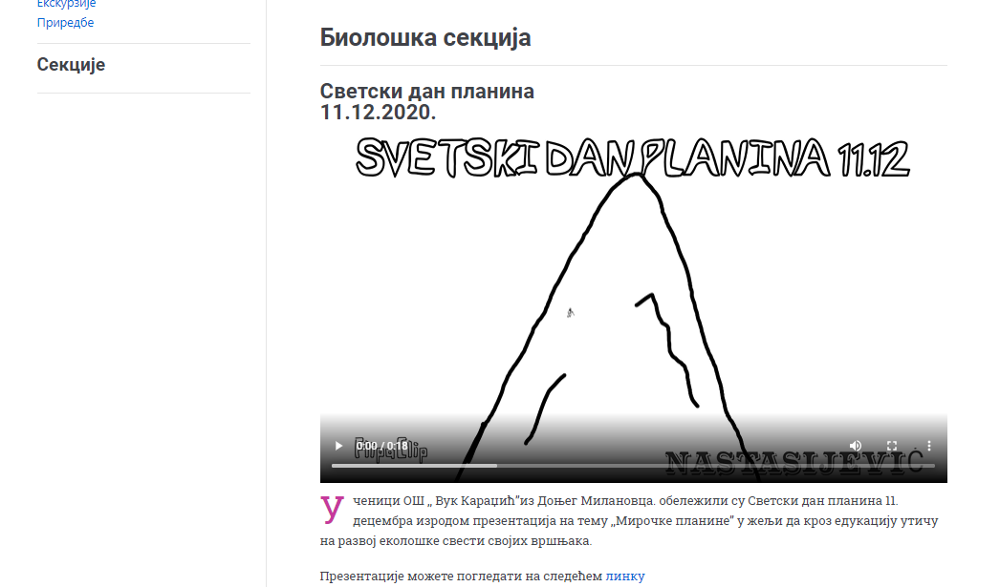 Екскурзије
Приредбе
Секције
Биолошка секција
Светски дан планина
11.12.2020.
SVETSKI DAN PLANINA 11.12
0:00 / 0:18
FlipaClip
NASTASIJEVIĆ
Ученици ОШ „ Вук Караџић”из Доњег Милановца. обележили су Светски дан планина 11.
децембра изродом презентација на тему „Мирочке планине” у жељи да кроз едукацију утичу
на развој еколошке свести својих вршњака.
Презентације можете погледати на следећем линку